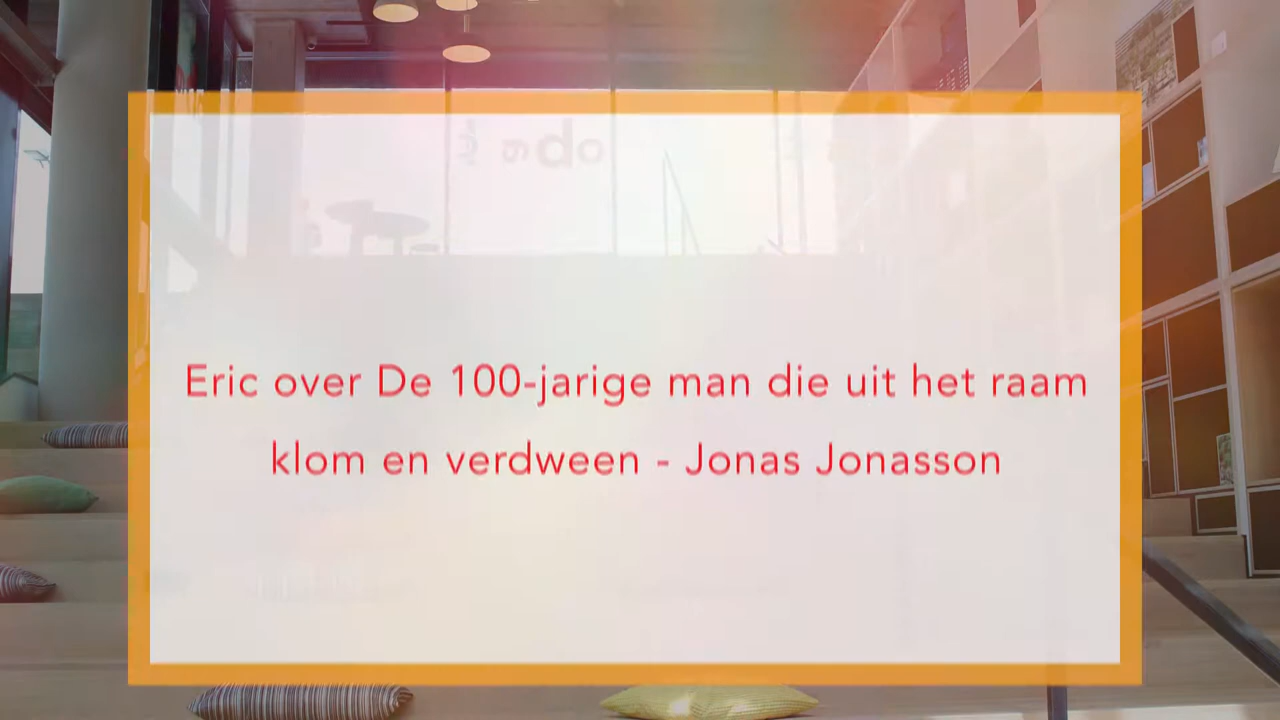 Eric over De 100-jarige man die uit het raam
klom en verdween - Jonas Jonasson